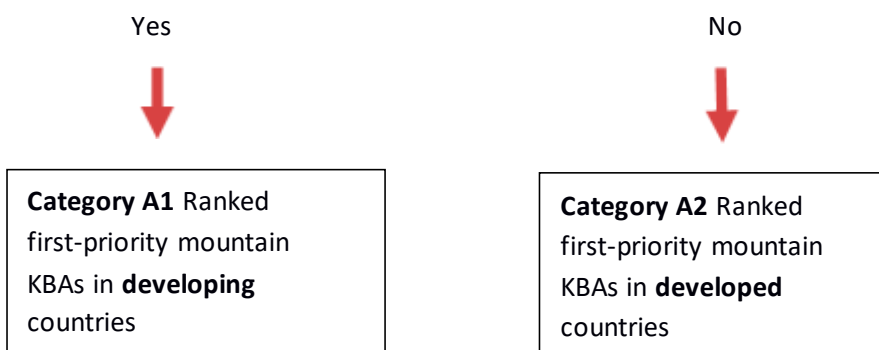 Yes
No
Category A1 Ranked
first-priority mountain
KBAs in developing
countries
Category A2 Ranked
first-priority mountain
KBAs in developed
countries